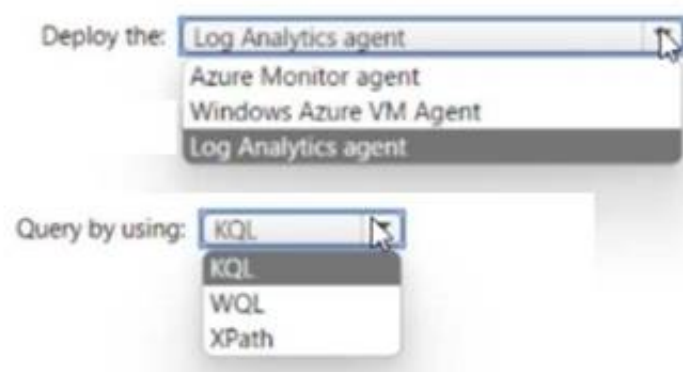 Deploy the: Log Analytics agent
Azure Monitor agent
Windows Azure VM Agent
Log Analytics agent
Query by using: KQL
KQL
WQL
XPath